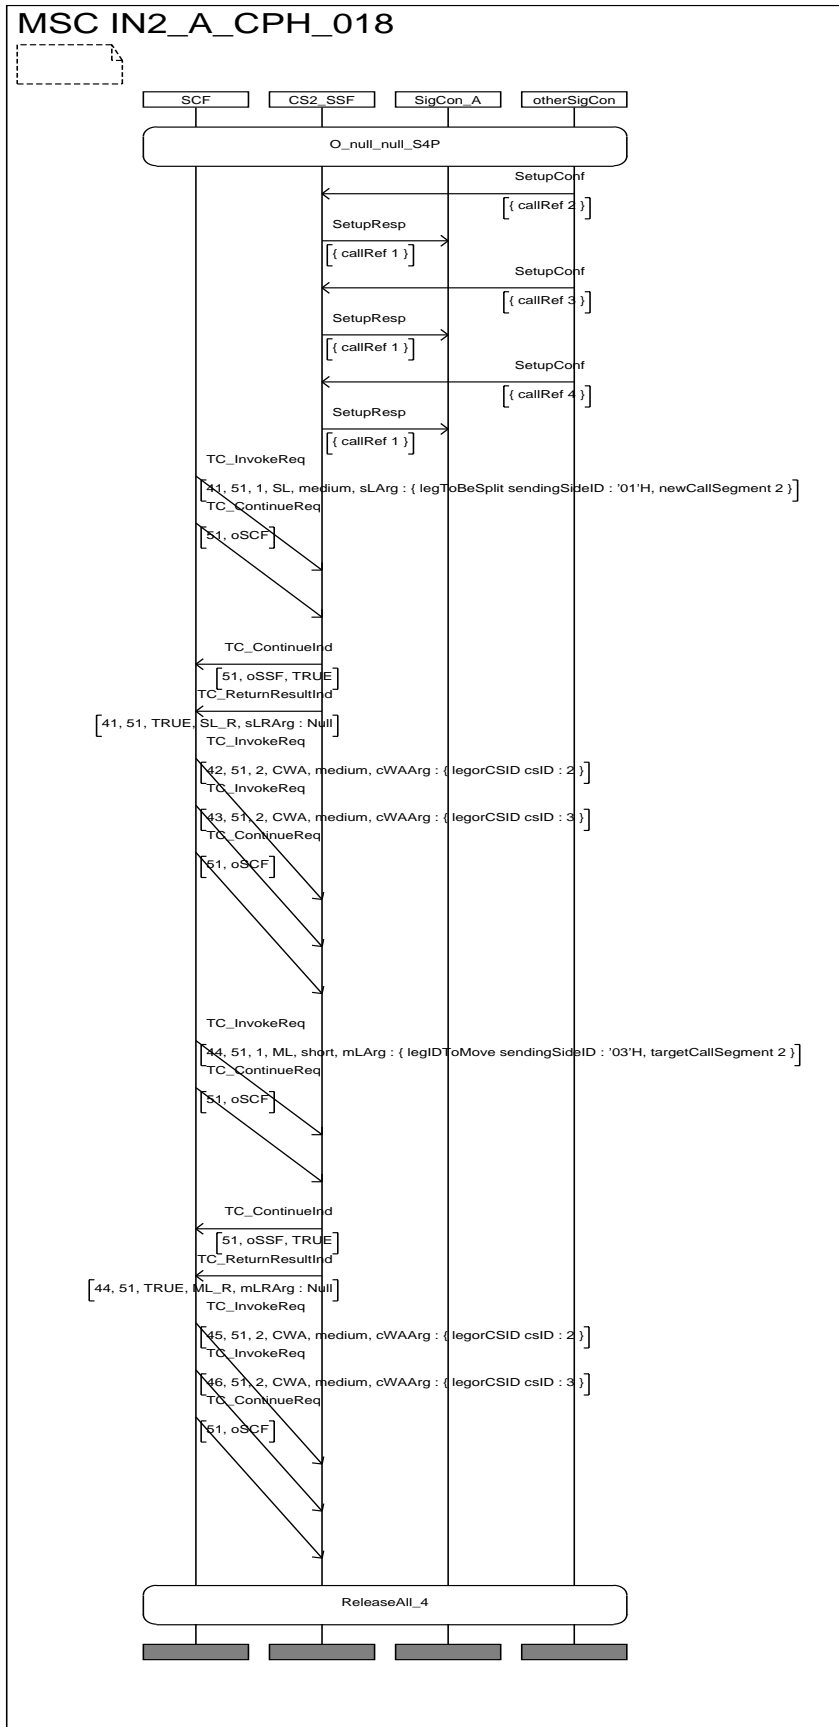 MSC IN2_A_CPH_018
SCF CS2_SSF SigCon_A otherSigCon
O_null_null_S4P
SetupConf
{ callRef 2 }
SetupResp
{ callRef 1 }
SetupConf
{ callRef 3 }
SetupResp
{ callRef 1 }
SetupConf
{ callRef 4 }
SetupResp
{ callRef 1 }
TC_InvokeReq
41, 51, 1, SL, medium, sLArg : { legToBeSplit sendingSideID : '01'H, newCallSegment 2 }
TC_ContinueReq
51, oSCF
TC_ContinueInd
51, oSSF, TRUE
TC_ReturnResultInd
41, 51, TRUE, SL_R, sLRArg : Null
TC_InvokeReq
42, 51, 2, CWA, medium, cWAArg : { legorCSID csID : 2 }
TC_InvokeReq
43, 51, 2, CWA, medium, cWAArg : { legorCSID csID : 3 }
TC_ContinueReq
51, oSCF
TC_InvokeReq
44, 51, 1, ML, short, mLArg : { legIDToMove sendingSideID : '03'H, targetCallSegment 2 }
TC_ContinueReq
51, oSCF
TC_ContinueInd
51, oSSF, TRUE
TC_ReturnResultInd
44, 51, TRUE, ML_R, mLRArg : Null
TC_InvokeReq
45, 51, 2, CWA, medium, cWAArg : { legorCSID csID : 2 }
TC_InvokeReq
46, 51, 2, CWA, medium, cWAArg : { legorCSID csID : 3 }
TC_ContinueReq
51, oSCF
ReleaseAll_4